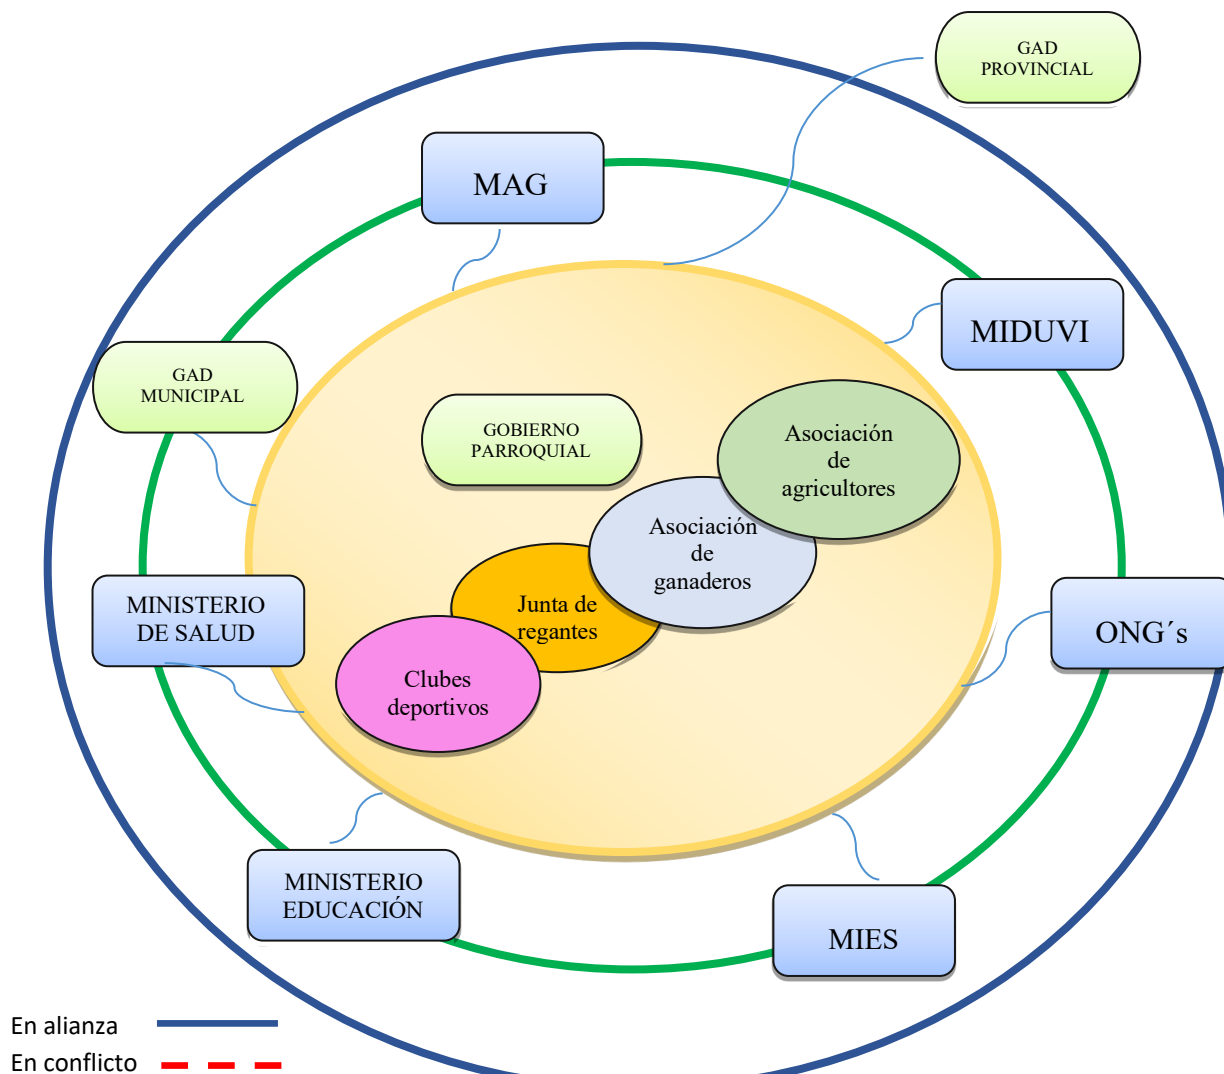 GAD
PROVINCIAL
MAG
MIDUVI
GAD
MUNICIPAL
GOBIERNO
PARROQUIAL
Asociación
de
agricultores
Asociación
de
ganaderos
Junta de
regantes
Clubes
deportivos
MINISTERIO
DE SALUD
ONG´s
MINISTERIO
EDUCACIÓN
MIES
En alianza
En conflicto